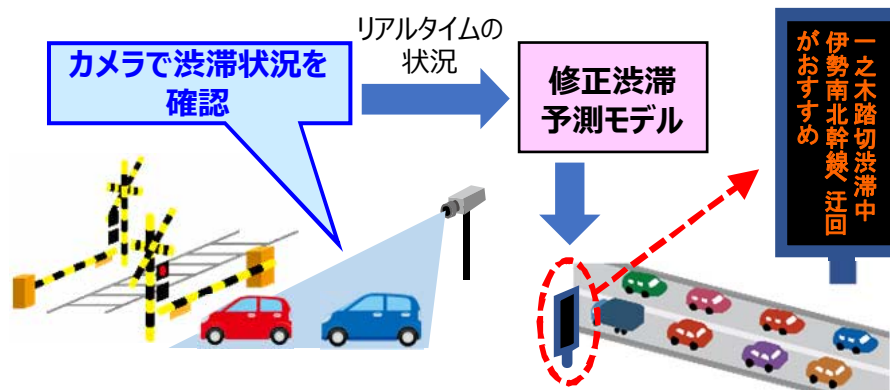 カメラで渋滞状況を
確認
リアルタイムの
状況
修正渋滞
予測モデル
一之木踏切渋滞中
伊勢南北幹線へ迂回
がおすすめ